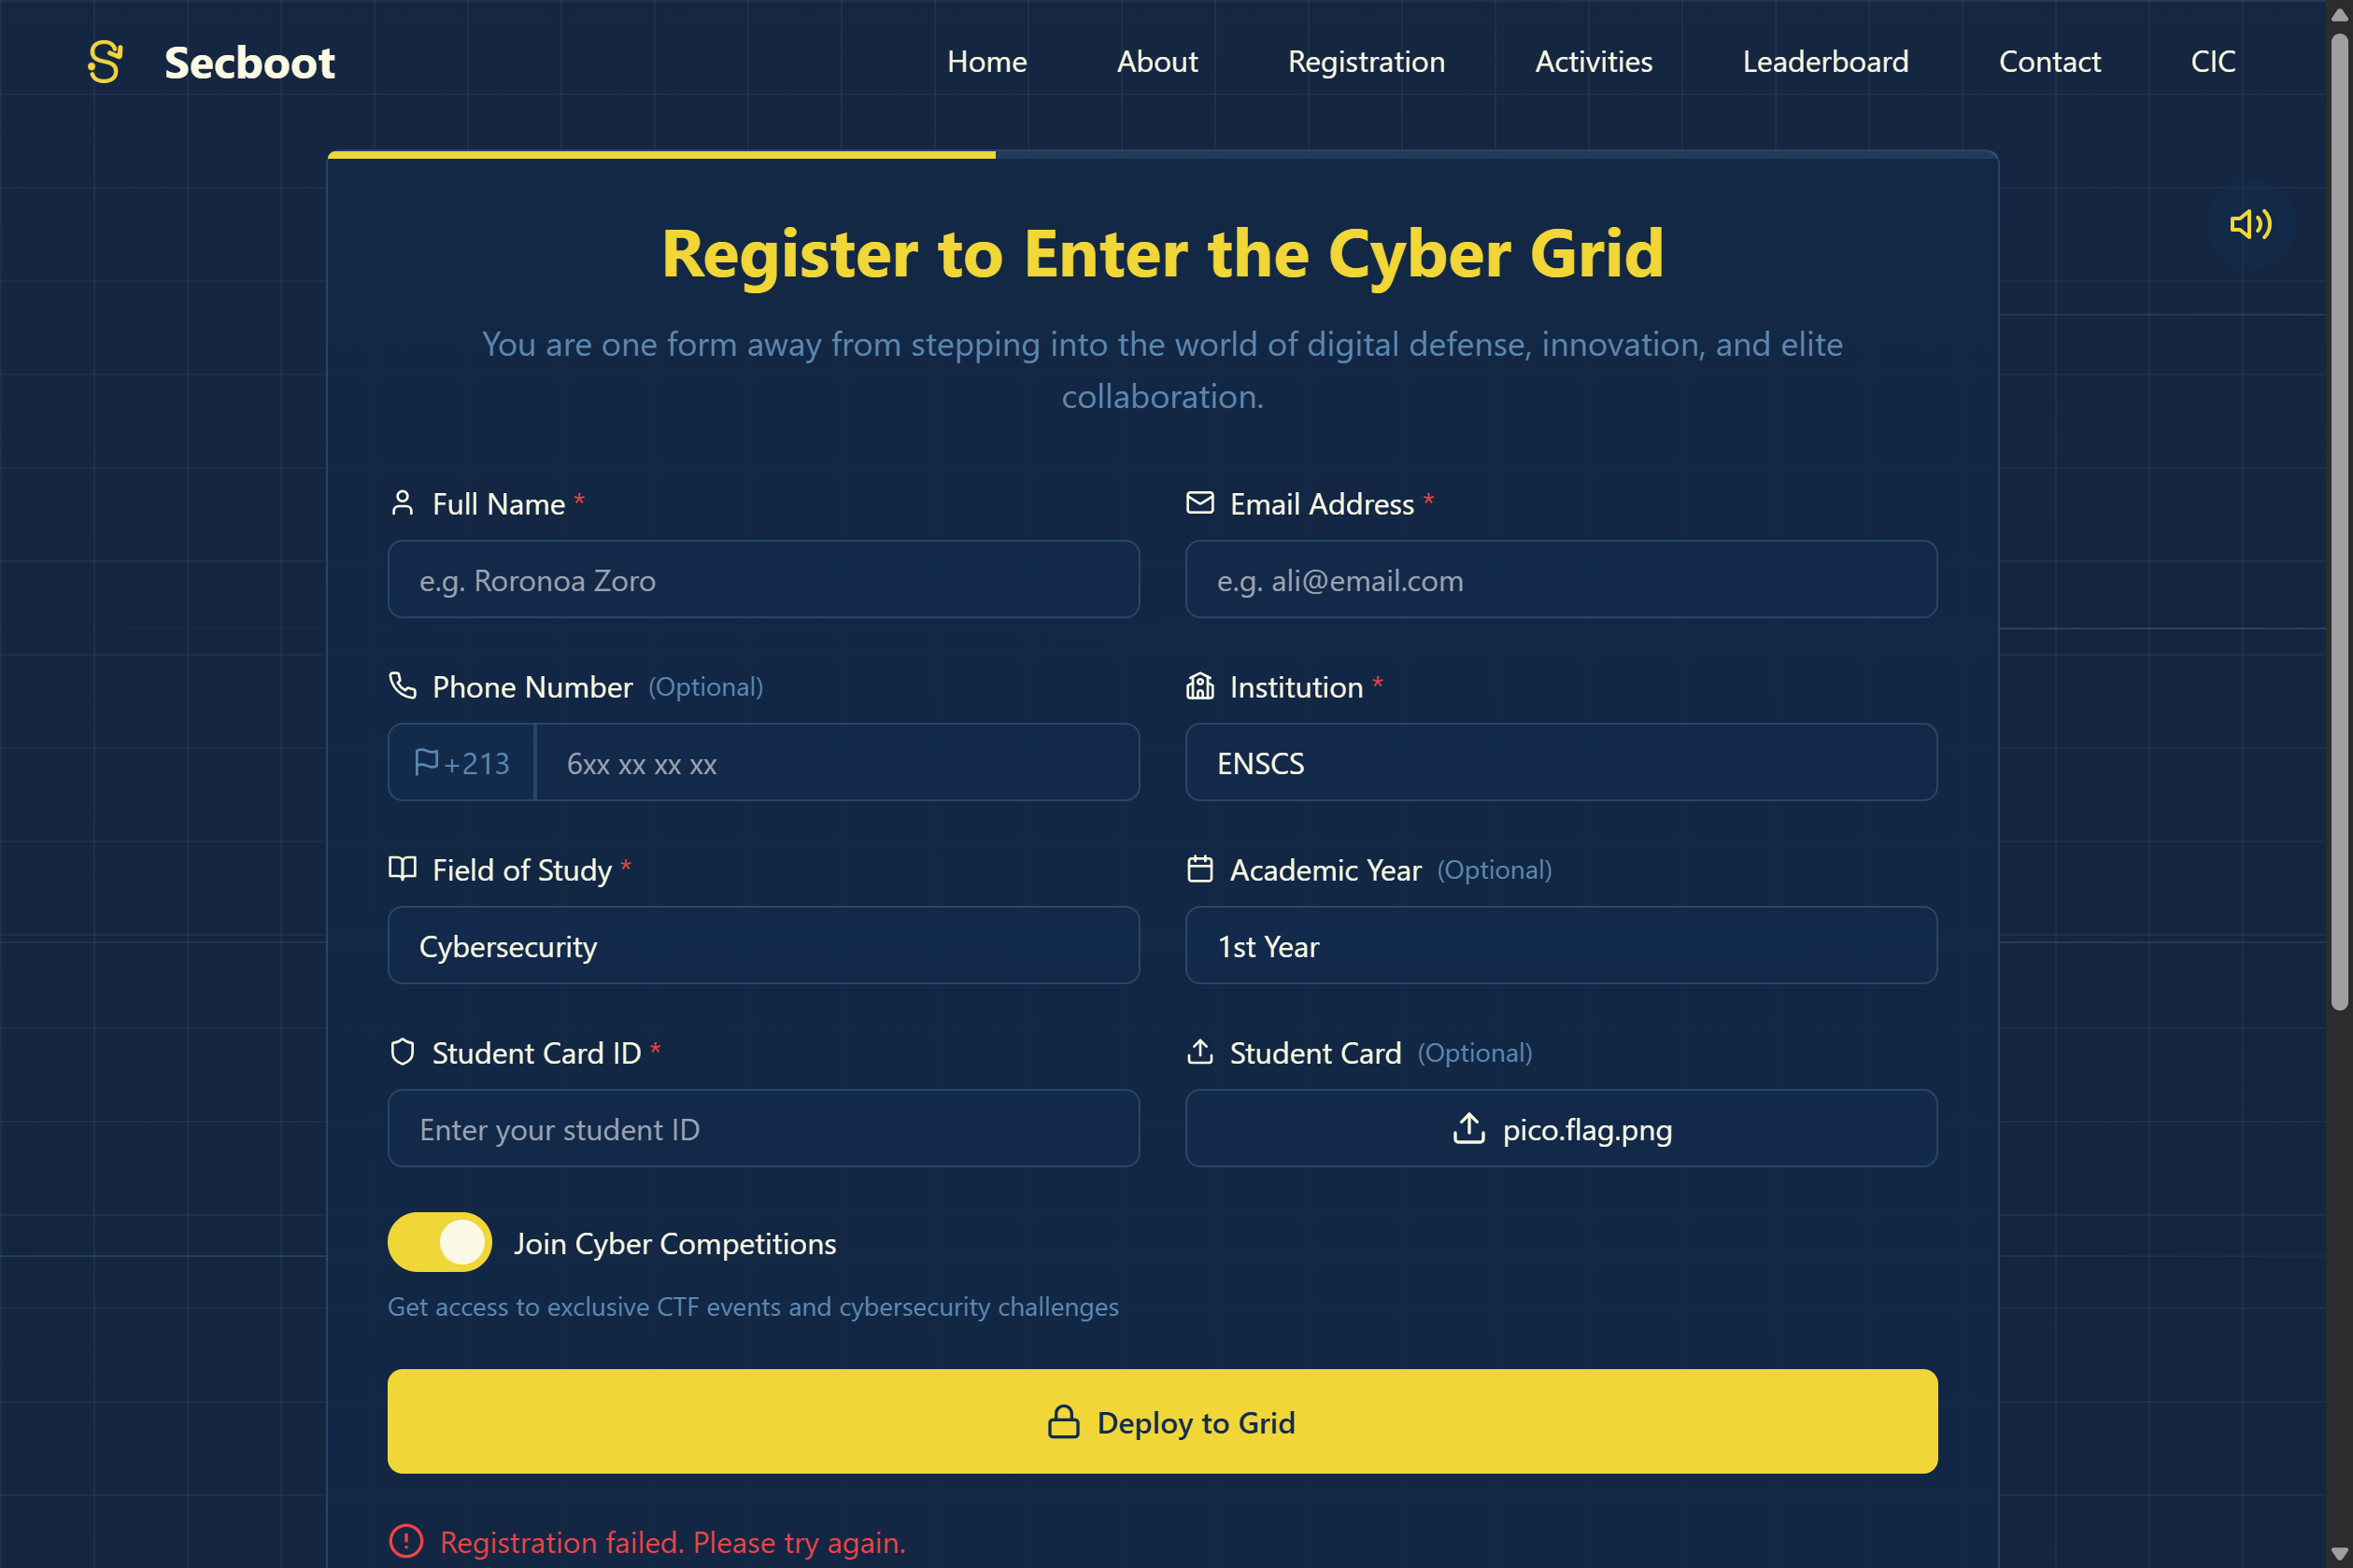 Secboot
Home
About
Registration
Activities
Leaderboard
Contact
CIC
Register to Enter the Cyber Grid
You are one form away from stepping into the world of digital defense, innovation, and elite
collaboration.
Full Name *
Email Address *
e.g. Roronoa Zoro
e.g. ali@email.com
Phone Number (Optional)
Institution *
+213
6xx xx xx xx
ENSCS
Field of Study *
Academic Year (Optional)
Cybersecurity
1st Year
Student Card ID *
Student Card (Optional)
Enter your student ID
pico.flag.png
Join Cyber Competitions
Get access to exclusive CTF events and cybersecurity challenges
Deploy to Grid
Registration failed. Please try again.